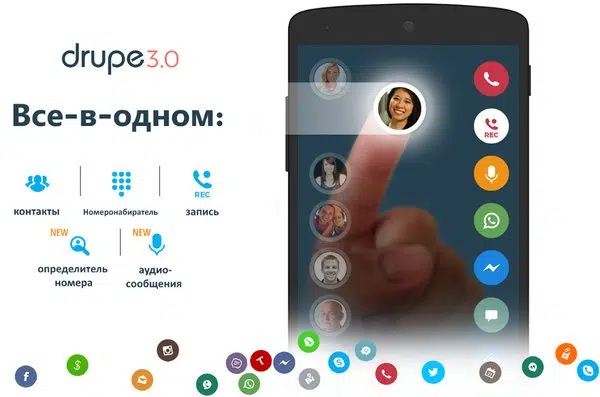 drupe3.0
Все-в-одном:
REC
REC
контакты
Номеронабиратель
запись
NEW
NEW
определитель
номера
аудио-
сообщения